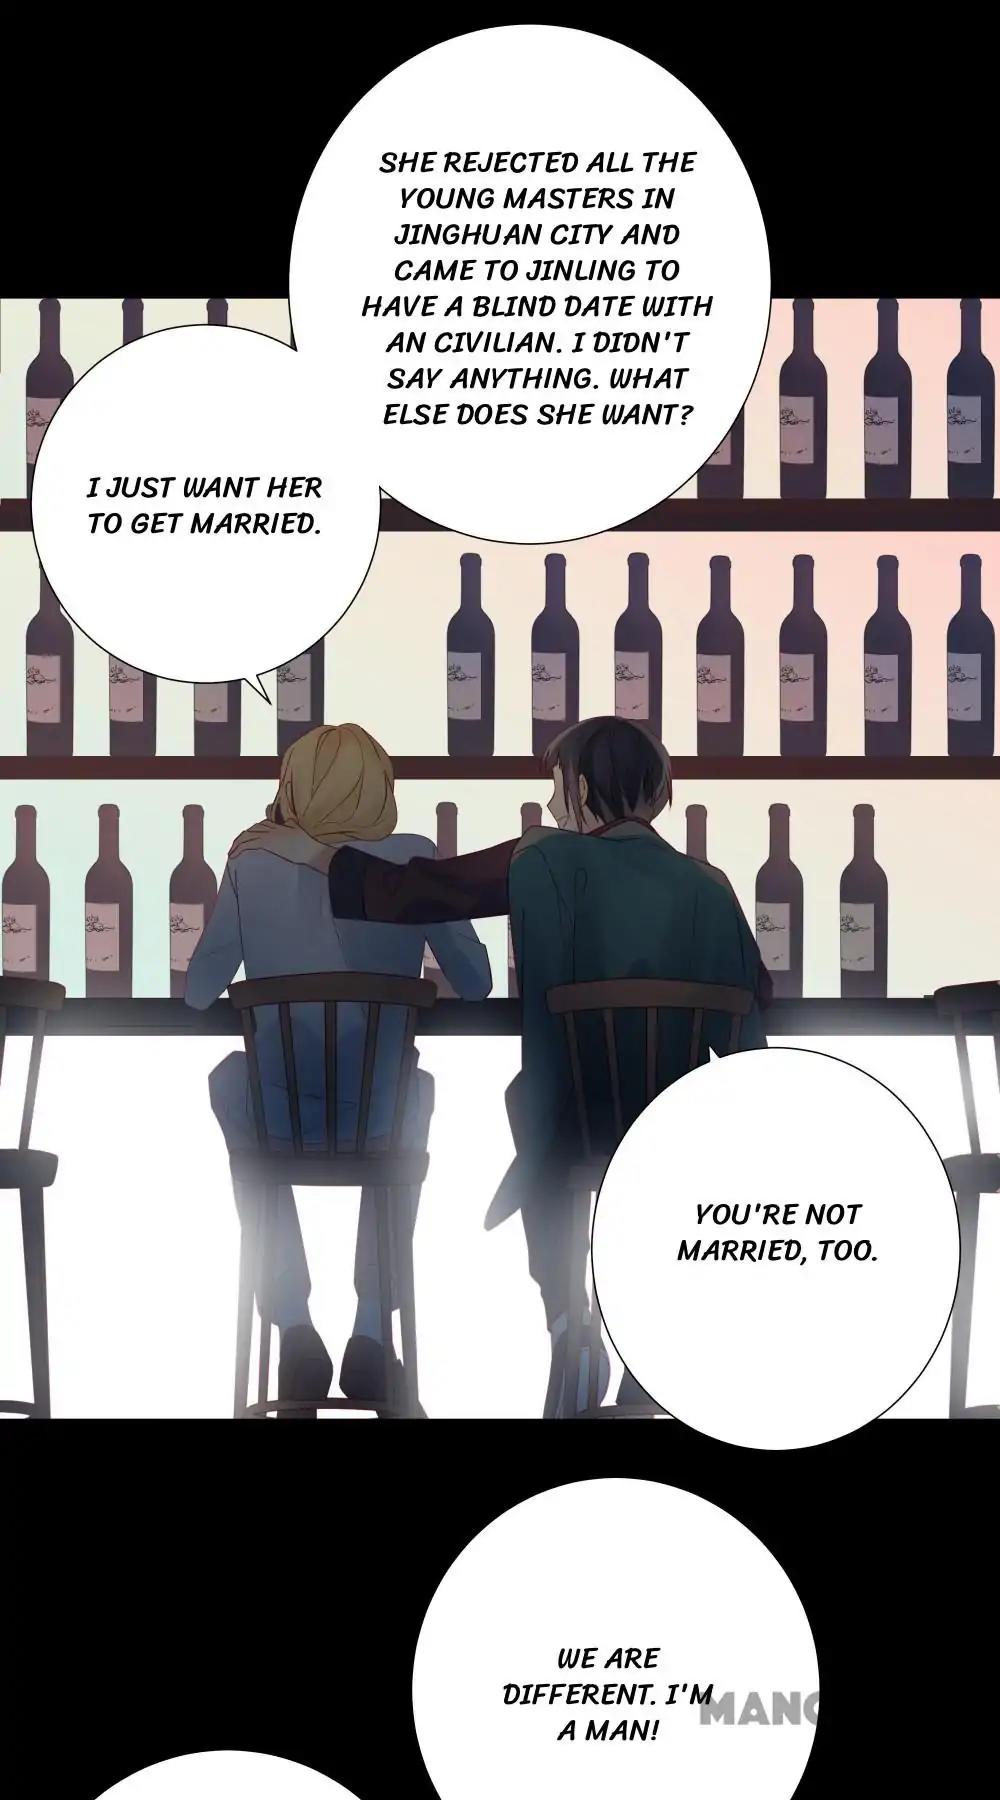 SHE REJECTED ALL THE
YOUNG MASTERS IN
JINGHUAN CITY AND
CAME TO JINLING TO
HAVE A BLIND DATE WITH
AN CIVILIAN. I DIDN'T
SAY ANYTHING. WHAT
ELSE DOES SHE WANT?
I JUST WANT HER
TO GET MARRIED.
YOU'RE NOT
MARRIED, TOO.
WE ARE
DIFFERENT. I'M
A MAN!